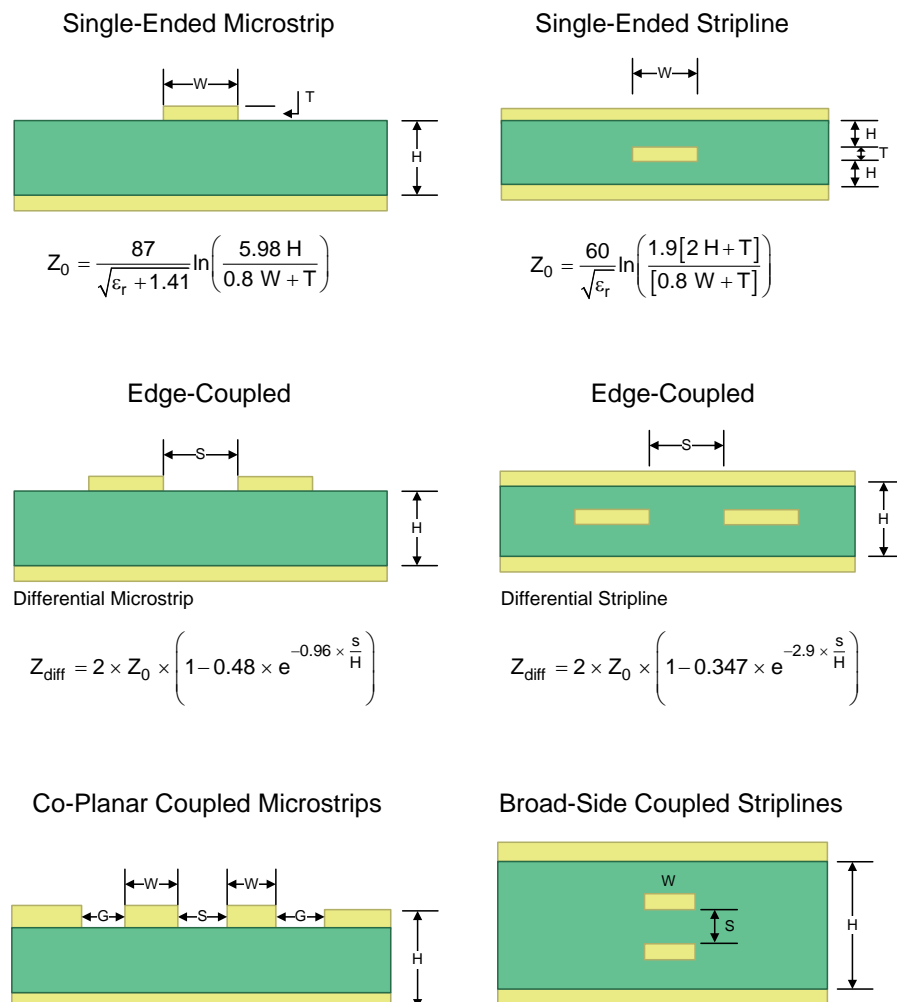 Single-Ended Microstrip
W
T
H
Z₀ = 87 / √(εᵣ + 1.41) ln(5.98 H / 0.8 W + T)
Single-Ended Stripline
W
H
T
H
Z₀ = 60 / √εᵣ ln(1.9[2 H + T] / [0.8 W + T])
Edge-Coupled
S
H
Differential Microstrip
Z_diff = 2 × Z₀ × (1 − 0.48 × e^(−0.96 × s/H))
Edge-Coupled
S
H
Differential Stripline
Z_diff = 2 × Z₀ × (1 − 0.347 × e^(−2.9 × s/H))
Co-Planar Coupled Microstrips
W
W
G
S
G
H
Broad-Side Coupled Striplines
W
S
H